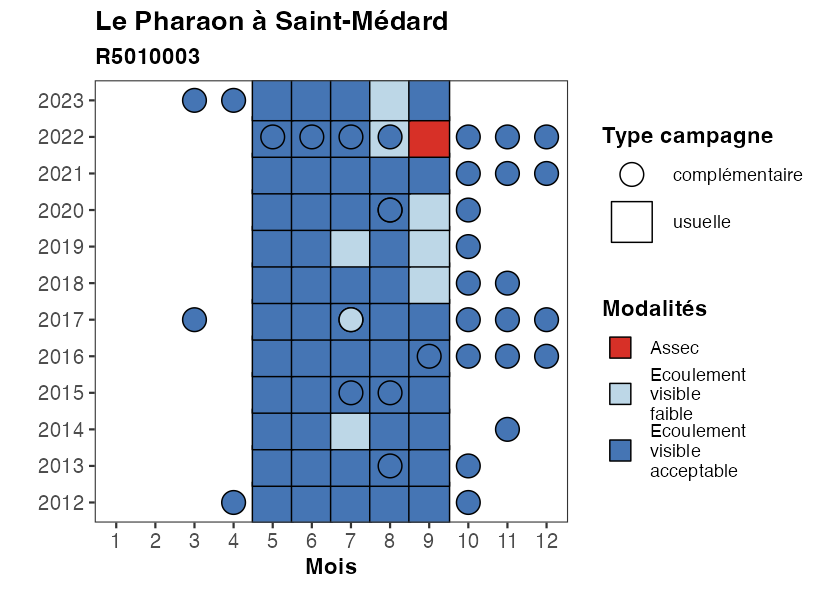 Le Pharaon à Saint-Médard
R5010003
2023
2022
2021
2020
2019
2018
2017
2016
2015
2014
2013
2012
1 2 3 4 5 6 7 8 9 10 11 12
Mois
Type campagne
complémentaire
usuelle
Modalités
Assec
Ecoulement
visible
faible
Ecoulement
visible
acceptable